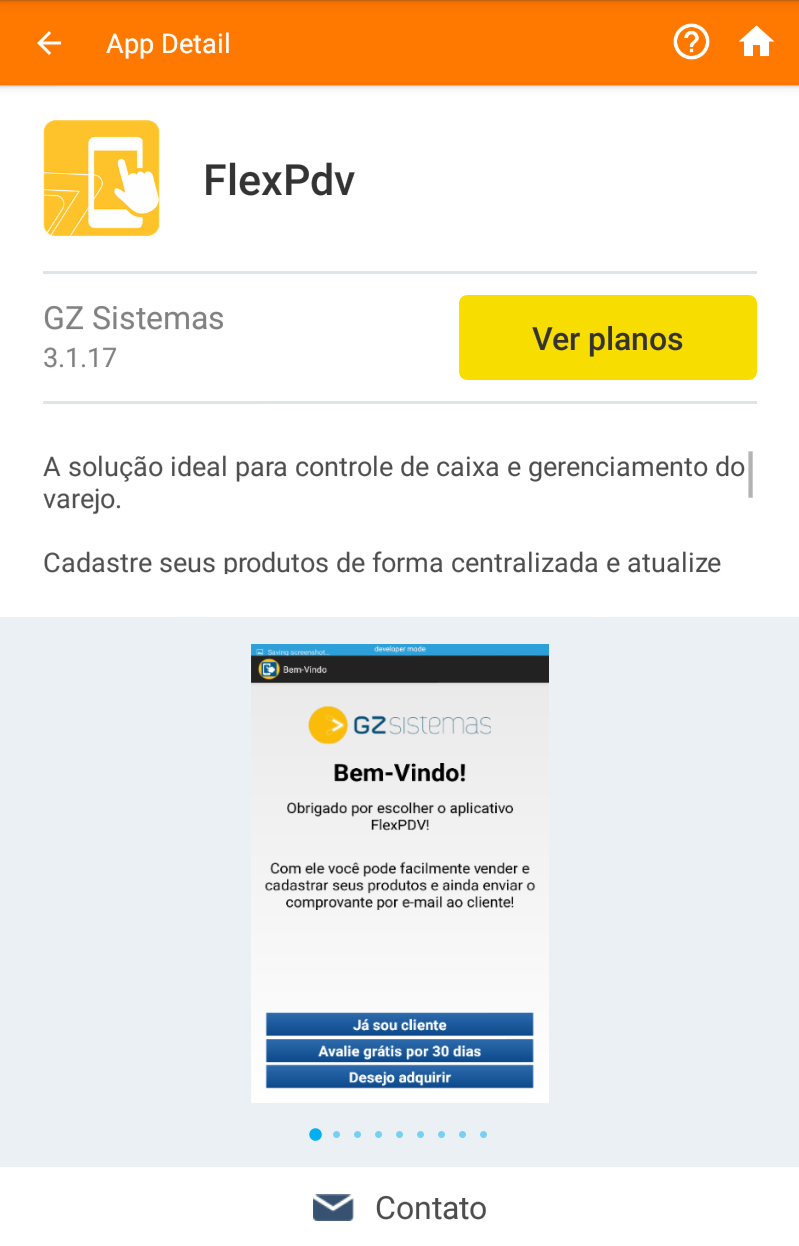 App Detail
FlexPdv
GZ Sistemas
3.1.17
Ver planos
A solução ideal para controle de caixa e gerenciamento do
varejo.
Cadastre seus produtos de forma centralizada e atualize
Saving screenshot...
developer mode
Bem-Vindo
GZsistemas
Bem-Vindo!
Obrigado por escolher o aplicativo
FlexPDV!
Com ele você pode facilmente vender e
cadastrar seus produtos e ainda enviar o
comprovante por e-mail ao cliente!
Já sou cliente
Avalie grátis por 30 dias
Desejo adquirir
Contato